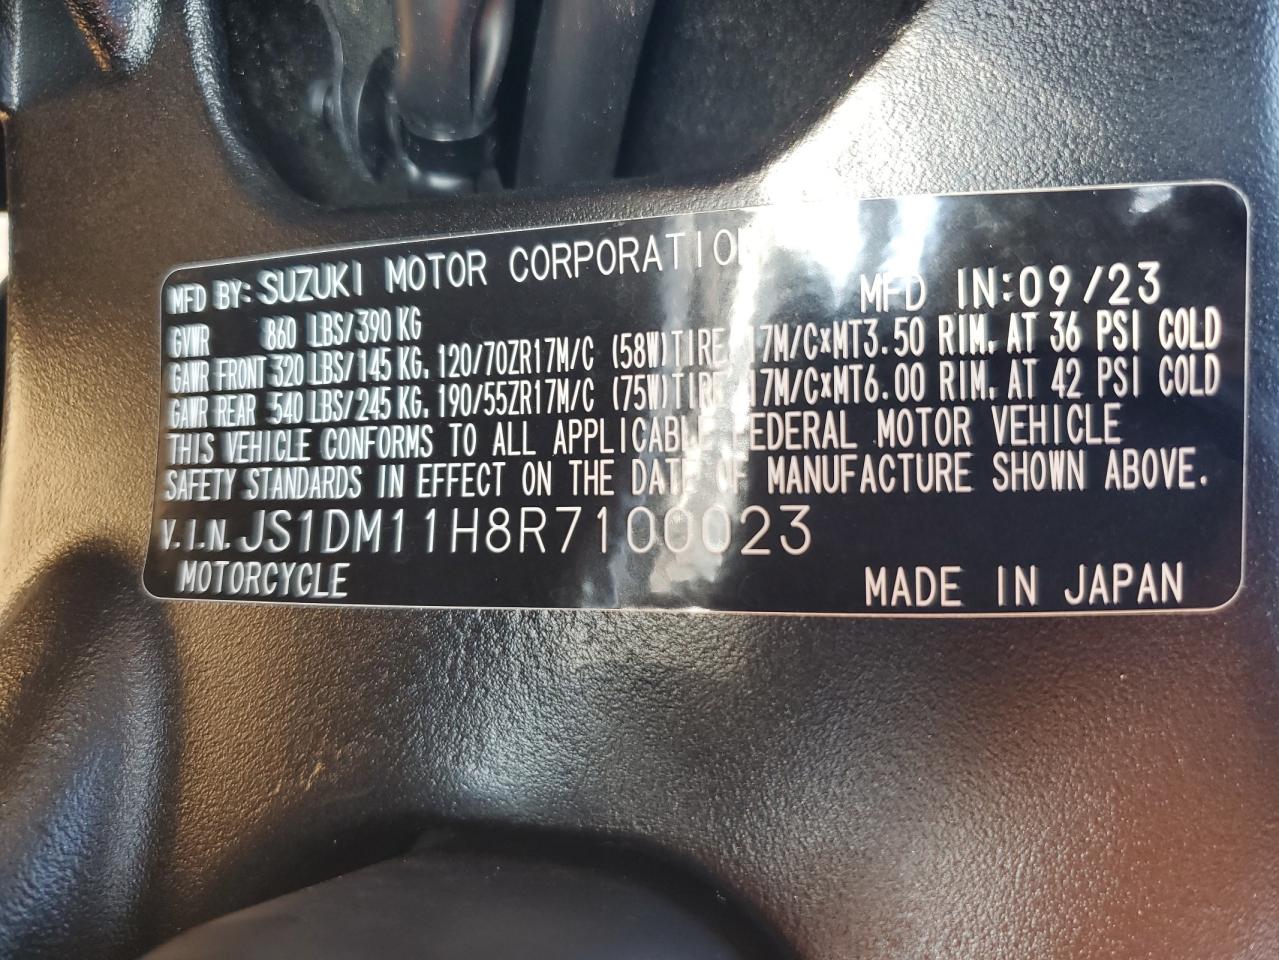 MFD BY: SUZUKI MOTOR CORPORATION MFD IN:09/23
GVWR 860 LBS/390 KG
GAWR FRONT 320 LBS/145 KG. 120/70ZR17M/C (58W)TIRE 17M/C×MT3.50 RIM. AT 36 PSI COLD
GAWR REAR 540 LBS/245 KG. 190/55ZR17M/C (75W)TIRE 17M/C×MT6.00 RIM. AT 42 PSI COLD
THIS VEHICLE CONFORMS TO ALL APPLICABLE FEDERAL MOTOR VEHICLE
SAFETY STANDARDS IN EFFECT ON THE DATE OF MANUFACTURE SHOWN ABOVE.
V.I.N. JS1DM11H8R7100023
MOTORCYCLE MADE IN JAPAN